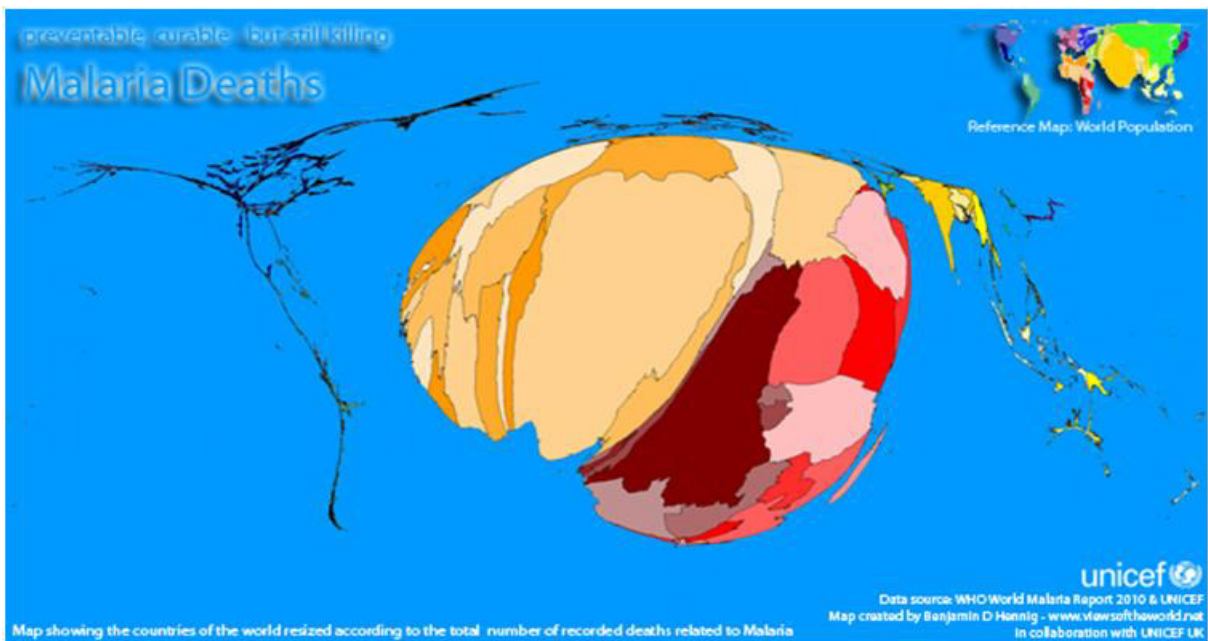 preventable, curable - but still killing
Malaria Deaths
Reference Map: World Population
unicef
Data source: WHO World Malaria Report 2010 & UNICEF
Map created by Benjamin D Hennig - www.viewsoftheworld.net
in collaboration with UNICEF UK
Map showing the countries of the world resized according to the total number of recorded deaths related to Malaria